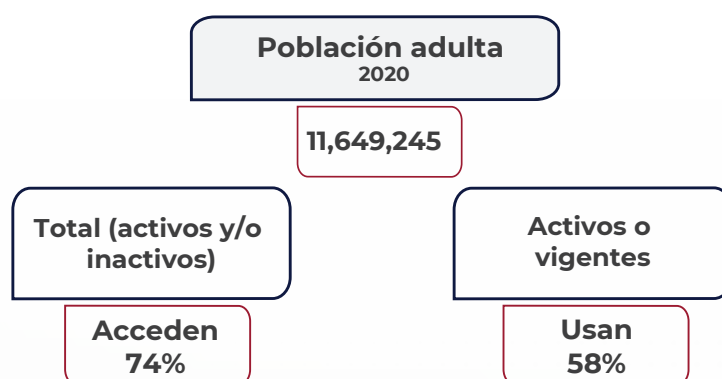 Población adulta
2020
11,649,245
Total (activos y/o
inactivos)
Acceden
74%
Activos o
vigentes
Usan
58%